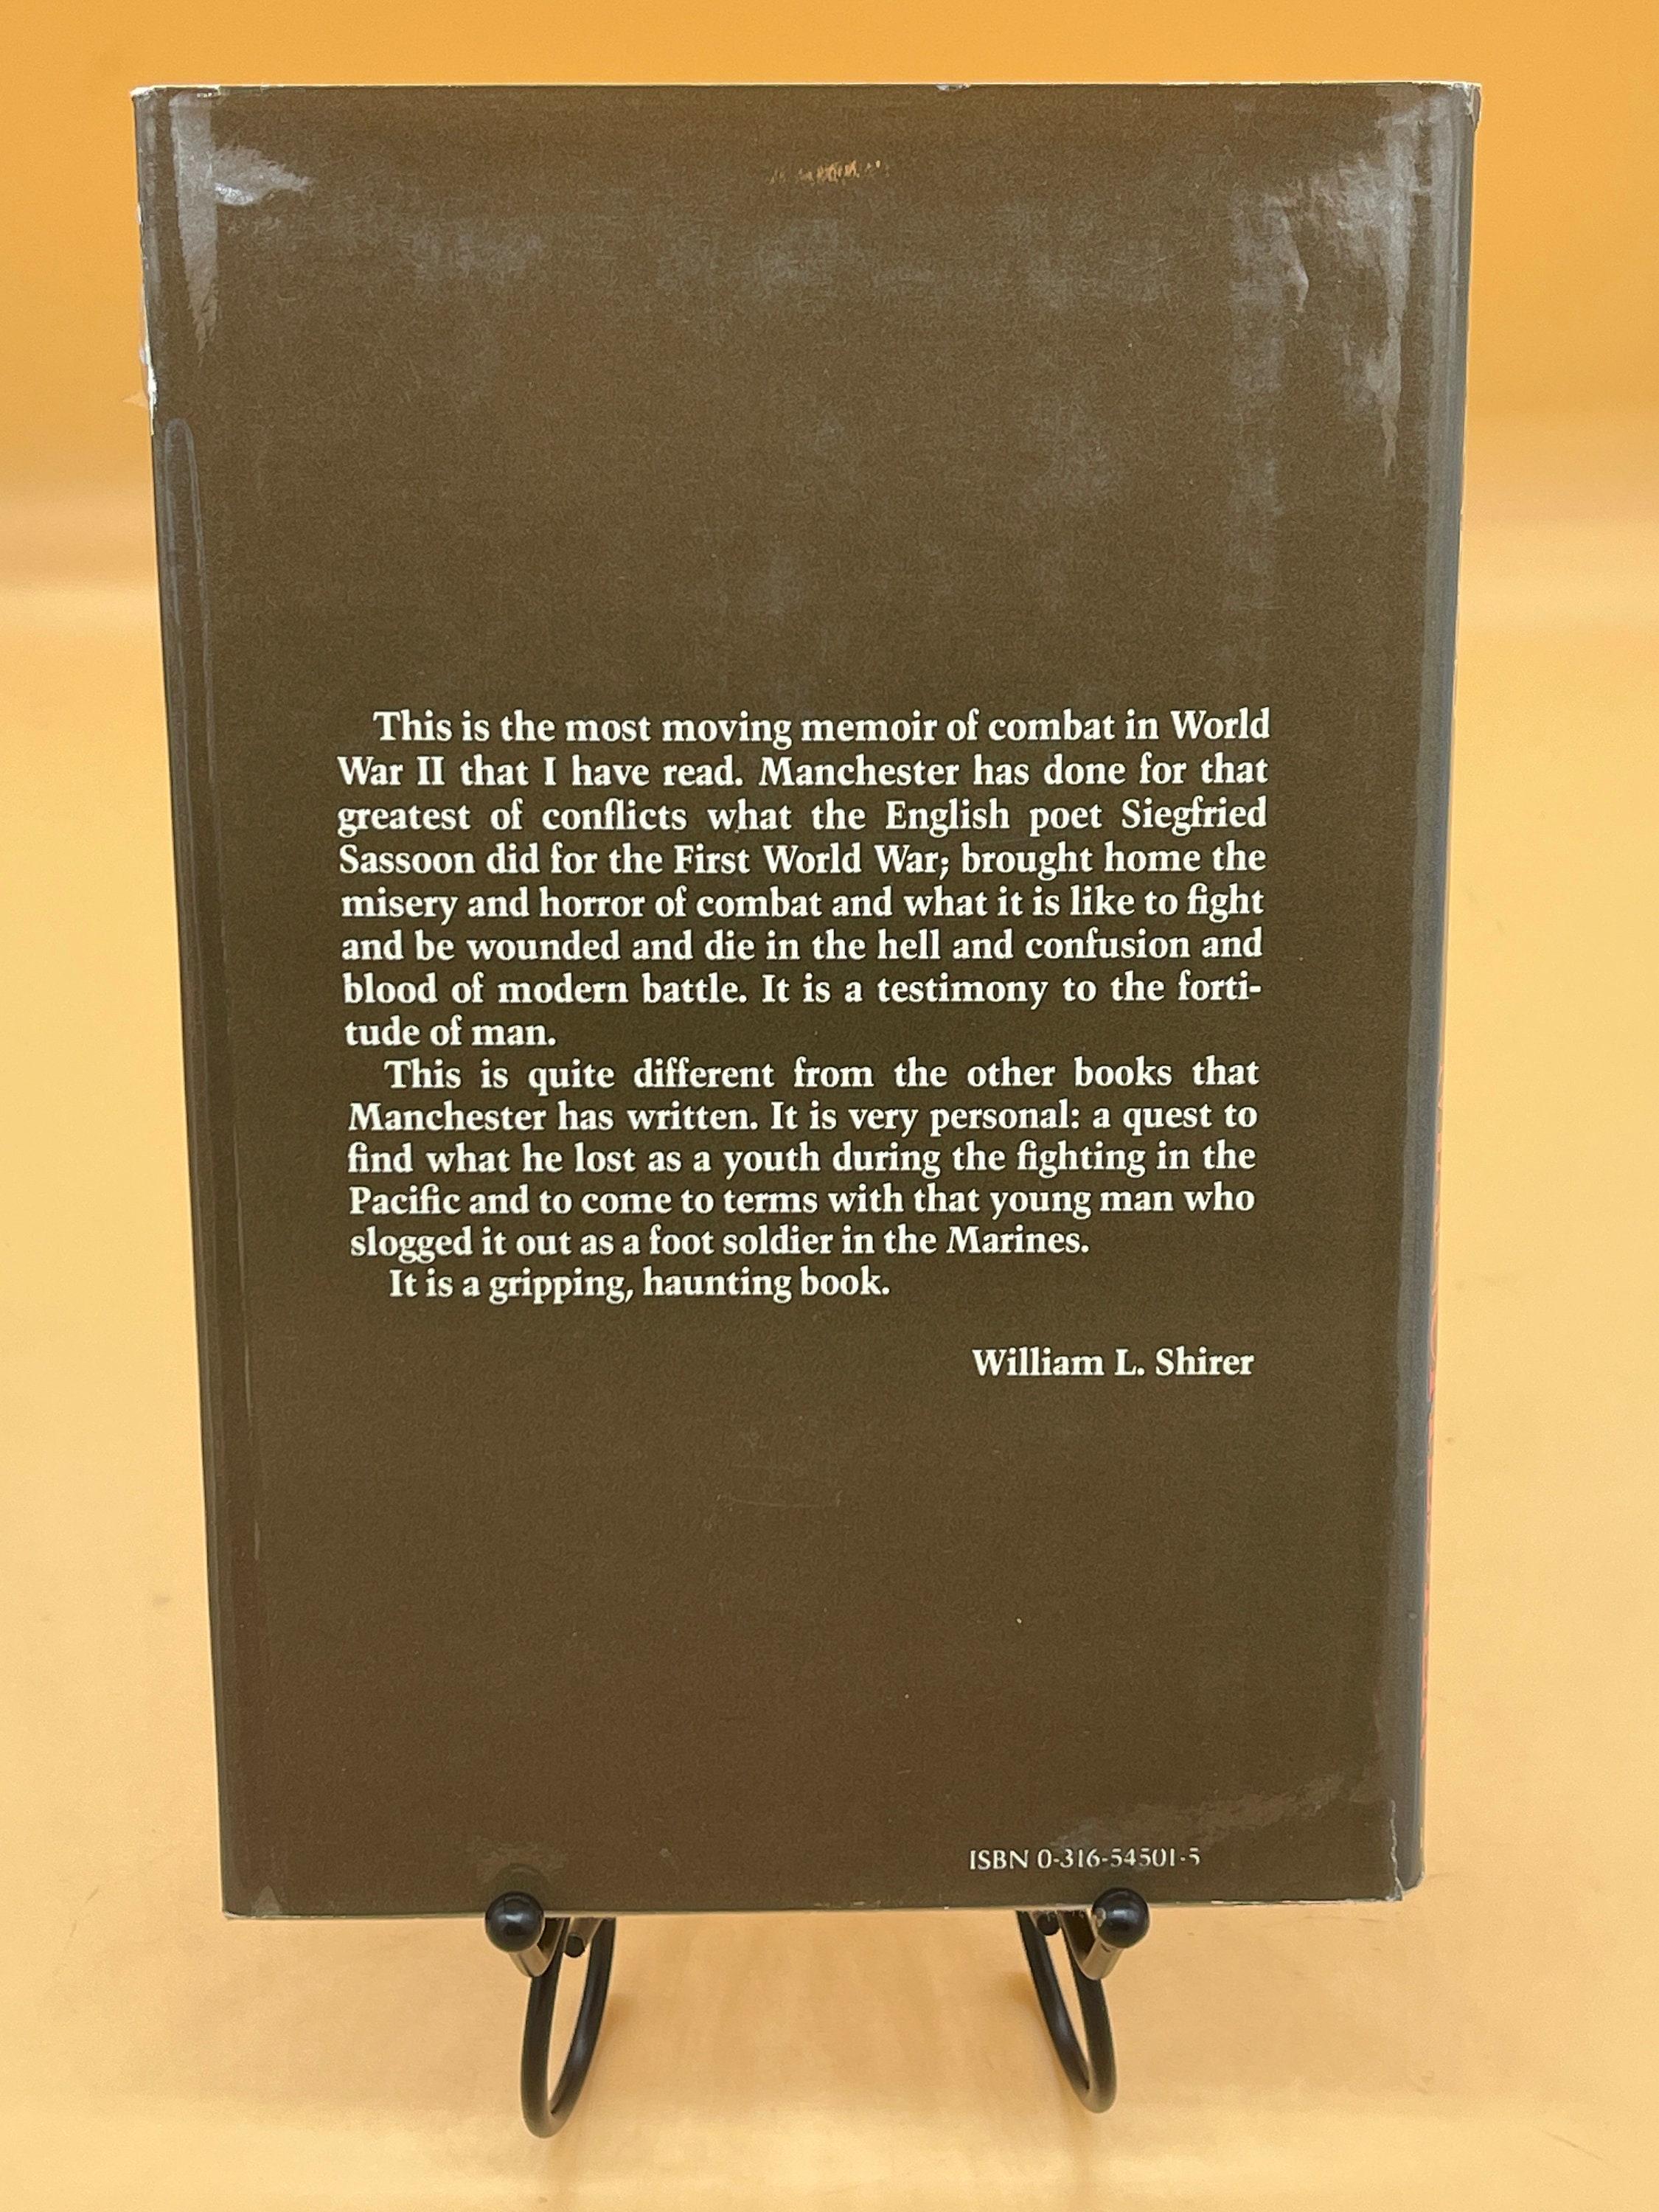 This is the most moving memoir of combat in World
War II that I have read. Manchester has done for that
greatest of conflicts what the English poet Siegfried
Sassoon did for the First World War; brought home the
misery and horror of combat and what it is like to fight
and be wounded and die in the hell and confusion and
blood of modern battle. It is a testimony to the forti-
tude of man.
This is quite different from the other books that
Manchester has written. It is very personal: a quest to
find what he lost as a youth during the fighting in the
Pacific and to come to terms with that young man who
slogged it out as a foot soldier in the Marines.
It is a gripping, haunting book.
William L. Shirer
ISBN 0-316-54501-5